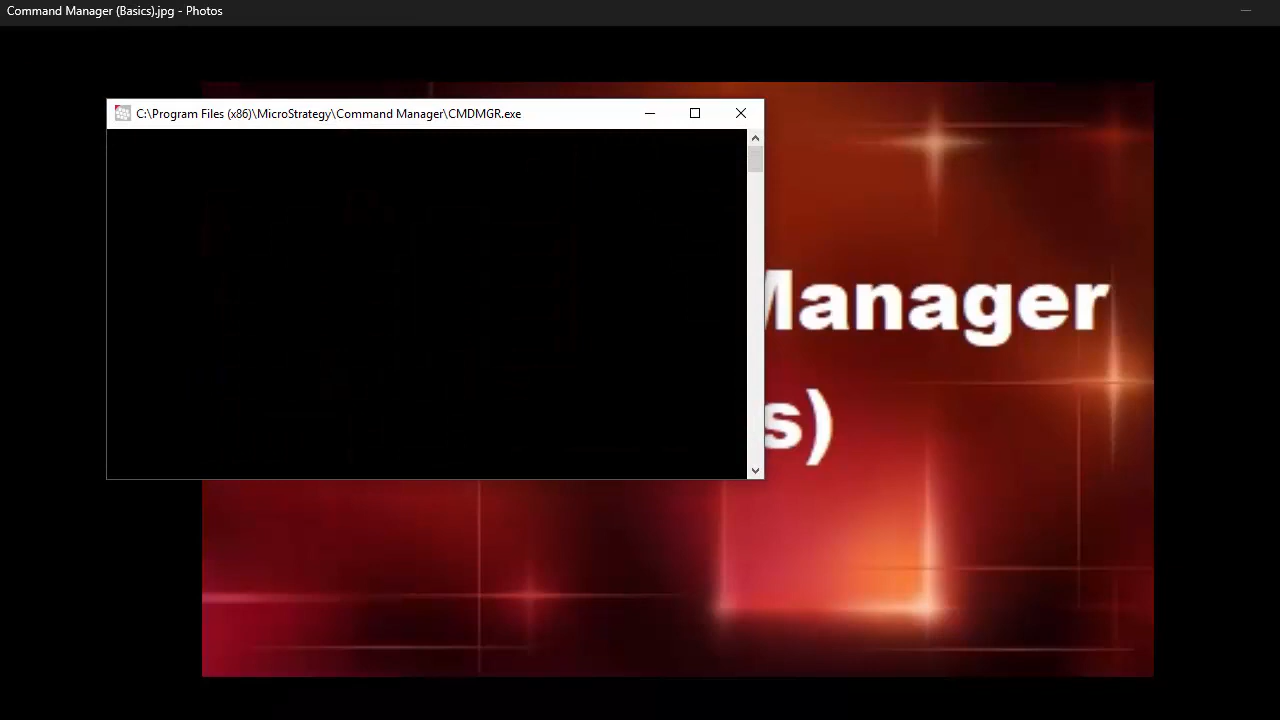 Command Manager (Basics).jpg - Photos
C:\Program Files (x86)\MicroStrategy\Command Manager\CMDMGR.exe
Manager
s)